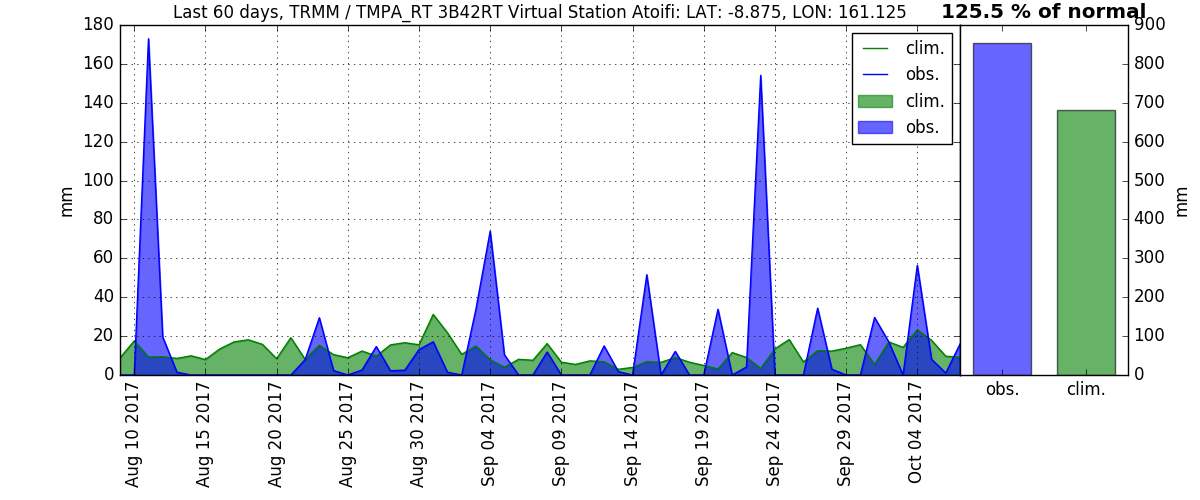 Last 60 days, TRMM / TMPA_RT 3B42RT Virtual Station Atoifi: LAT: -8.875, LON: 161.125
125.5 % of normal
180
160
140
120
100
80
60
40
20
0
mm
clim.
obs.
clim.
obs.
Aug 10 2017
Aug 15 2017
Aug 20 2017
Aug 25 2017
Aug 30 2017
Sep 04 2017
Sep 09 2017
Sep 14 2017
Sep 19 2017
Sep 24 2017
Sep 29 2017
Oct 04 2017
900
800
700
600
500
400
300
200
100
0
mm
obs. clim.